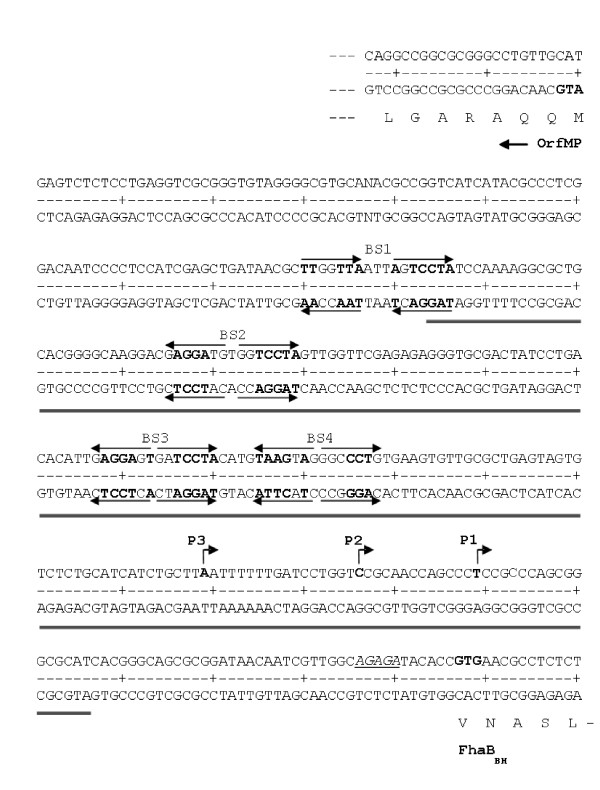 --- CAGGCCGGCGCGGGCCTGTTGCAT
---+---------+---------+
--- GTCCGGCCGCGCCCGGACAACGTA
--- L G A R A Q Q M
OrfMP
GAGTCTCTCCTGAGGTCGCGGGTGTAGGGGCGTGCANACGCCGGTCATCATACGCCCTCG
---------+---------+---------+---------+---------+---------+
CTCAGAGAGGACTCCAGCGCCCACATCCCCGCACGTNTGCGGCCAGTAGTATGCGGGAGC
BS1
GACAATCCCCTCCATCGAGCTGATAACGCTTGGTTAATTAGTCCTATCCAAAAGGCGCTG
---------+---------+---------+---------+---------+---------+
CTGTTAGGGGAGGTAGCTCGACTATTGCGAACCAATTAATCAGGATAGGTTTTCCGCGAC
BS2
CACGGGGCAAGGACGAGGATGTGGTCCTAGTTGGTTCGAGAGAGGGTGCGACTATCCTGA
---------+---------+---------+---------+---------+---------+
GTGCCCCGTTCCTGCTCCTACACCAGGATCAACCAAGCTCTCTCCCACGCTGATAGGACT
BS3 BS4
CACATTGAGGAGTGATCCTACATGTAAGTAGGGCCCTGTGAAGTGTTGCGCTGAGTAGTG
---------+---------+---------+---------+---------+---------+
GTGTAACTCCTCACTAGGATGTACATTCATCCCGGGACACTTCACAACGCGACTCATCAC
P3 P2 P1
TCTCTGCATCATCTGCTTAATTTTTTGATCCTGGTCCGCAACCAGCCCTCCGCCCAGCGG
---------+---------+---------+---------+---------+---------+
AGAGACGTAGTAGACGAATTAAAAAACTAGGACCAGGCGTTGGTCGGGAGGCGGGTCGCC
GCGCATCACGGGCAGCGCGGATAACAATCGTTGGCAGAGATACACCGTGAACGCCTCTCT
---------+---------+---------+---------+---------+---------+
CGCGTAGTGCCCGTCGCGCCTATTGTTAGCAACCGTCTCTATGTGGCACTTGCGGAGAGA
V N A S L -
FhaB BH